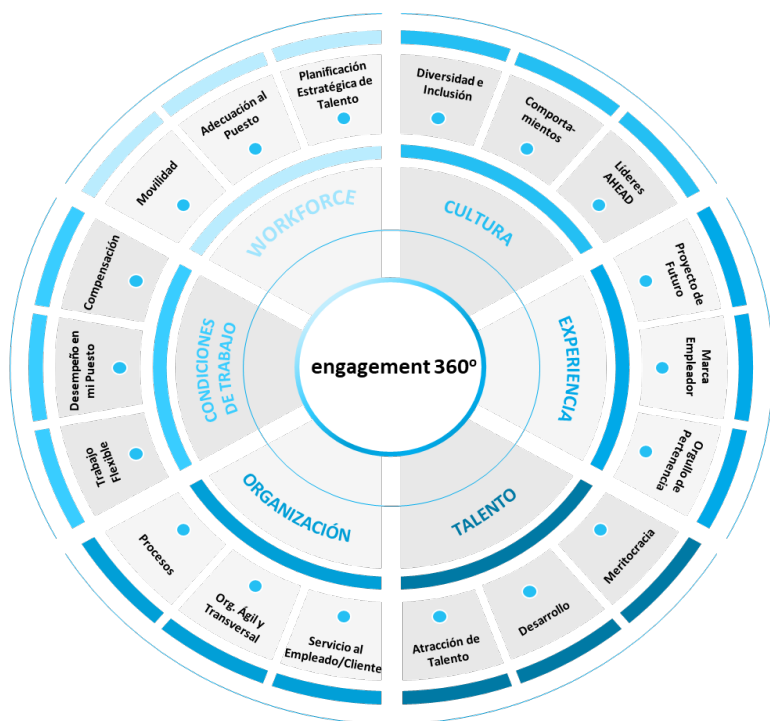 engagement 360º
WORKFORCE
Movilidad
Adecuación al
Puesto
Planificación
Estratégica de
Talento
CULTURA
Diversidad e
Inclusión
Comporta-
mientos
Líderes
AHEAD
EXPERIENCIA
Proyecto de
Futuro
Marca
Empleador
Orgullo de
Pertenencia
TALENTO
Meritocracia
Desarrollo
Atracción de
Talento
ORGANIZACIÓN
Servicio al
Empleado/Cliente
Org. Ágil y
Transversal
Procesos
CONDICIONES
DE TRABAJO
Trabajo
Flexible
Desempeño en
mi Puesto
Compensación